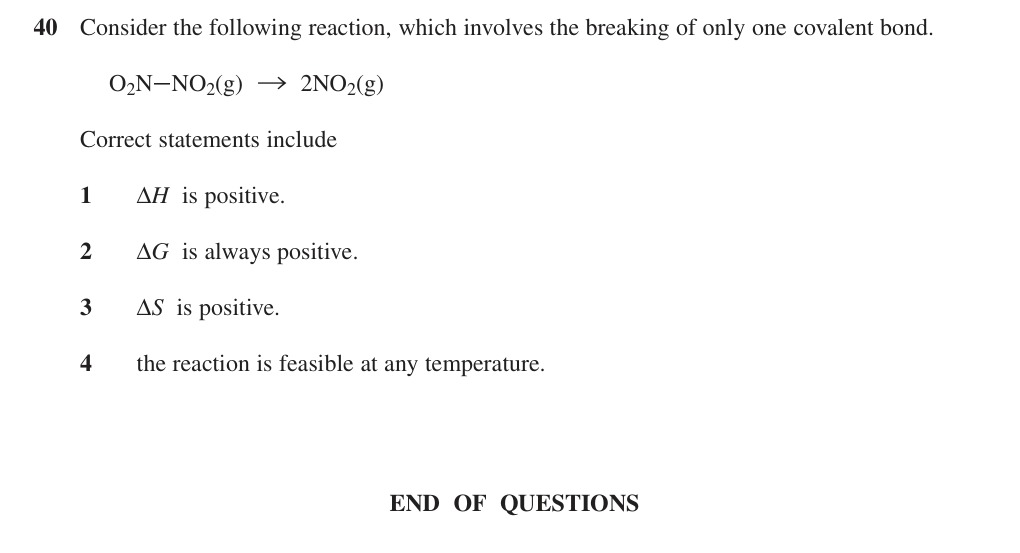 40 Consider the following reaction, which involves the breaking of only one covalent bond.
O₂N−NO₂(g) → 2NO₂(g)
Correct statements include
1 ΔH is positive.
2 ΔG is always positive.
3 ΔS is positive.
4 the reaction is feasible at any temperature.
END OF QUESTIONS